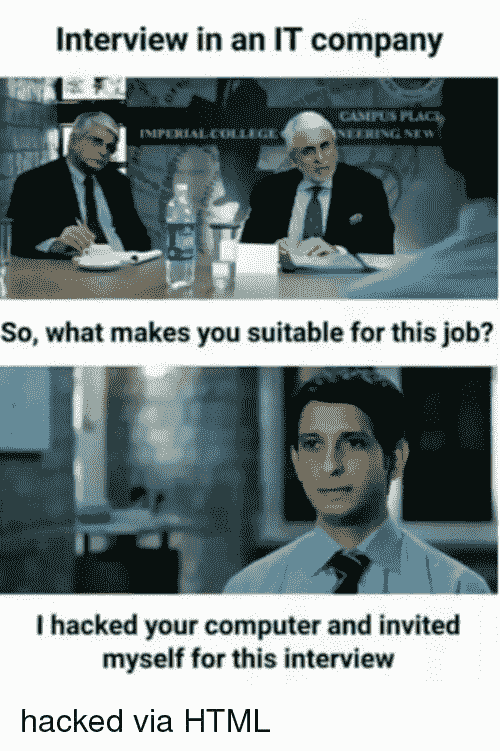 Interview in an IT company
CAMPUS PLACE
IMPERIAL COLLEGE
NEERING NEW
So, what makes you suitable for this job?
I hacked your computer and invited
myself for this interview
hacked via HTML